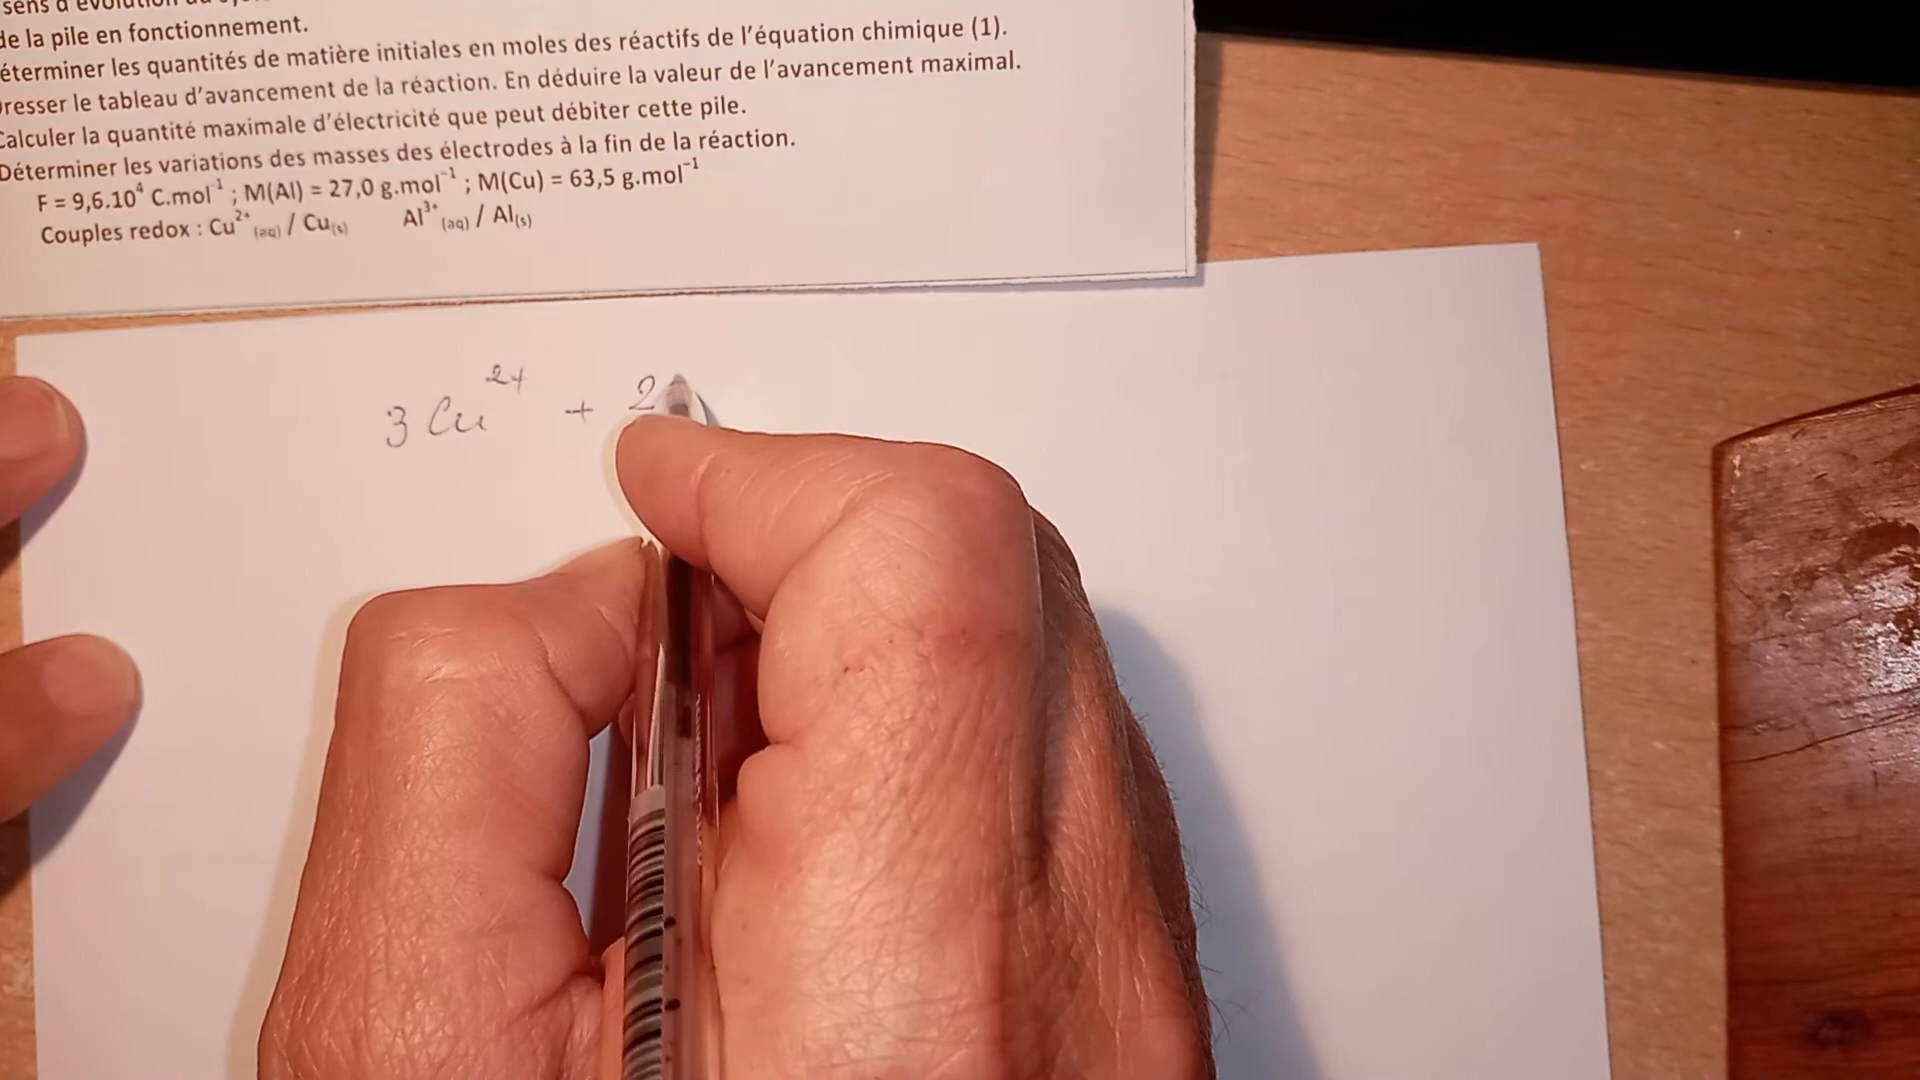 sens d'évolution du
de la pile en fonctionnement.
éterminer les quantités de matière initiales en moles des réactifs de l'équation chimique (1).
resser le tableau d'avancement de la réaction. En déduire la valeur de l'avancement maximal.
Calculer la quantité maximale d'électricité que peut débiter cette pile.
Déterminer les variations des masses des électrodes à la fin de la réaction.
F = 9,6.10⁴ C.mol⁻¹ ; M(Al) = 27,0 g.mol⁻¹ ; M(Cu) = 63,5 g.mol⁻¹
Couples redox : Cu²⁺(aq) / Cu(s) Al³⁺(aq) / Al(s)
3 Cu²⁺ + 2